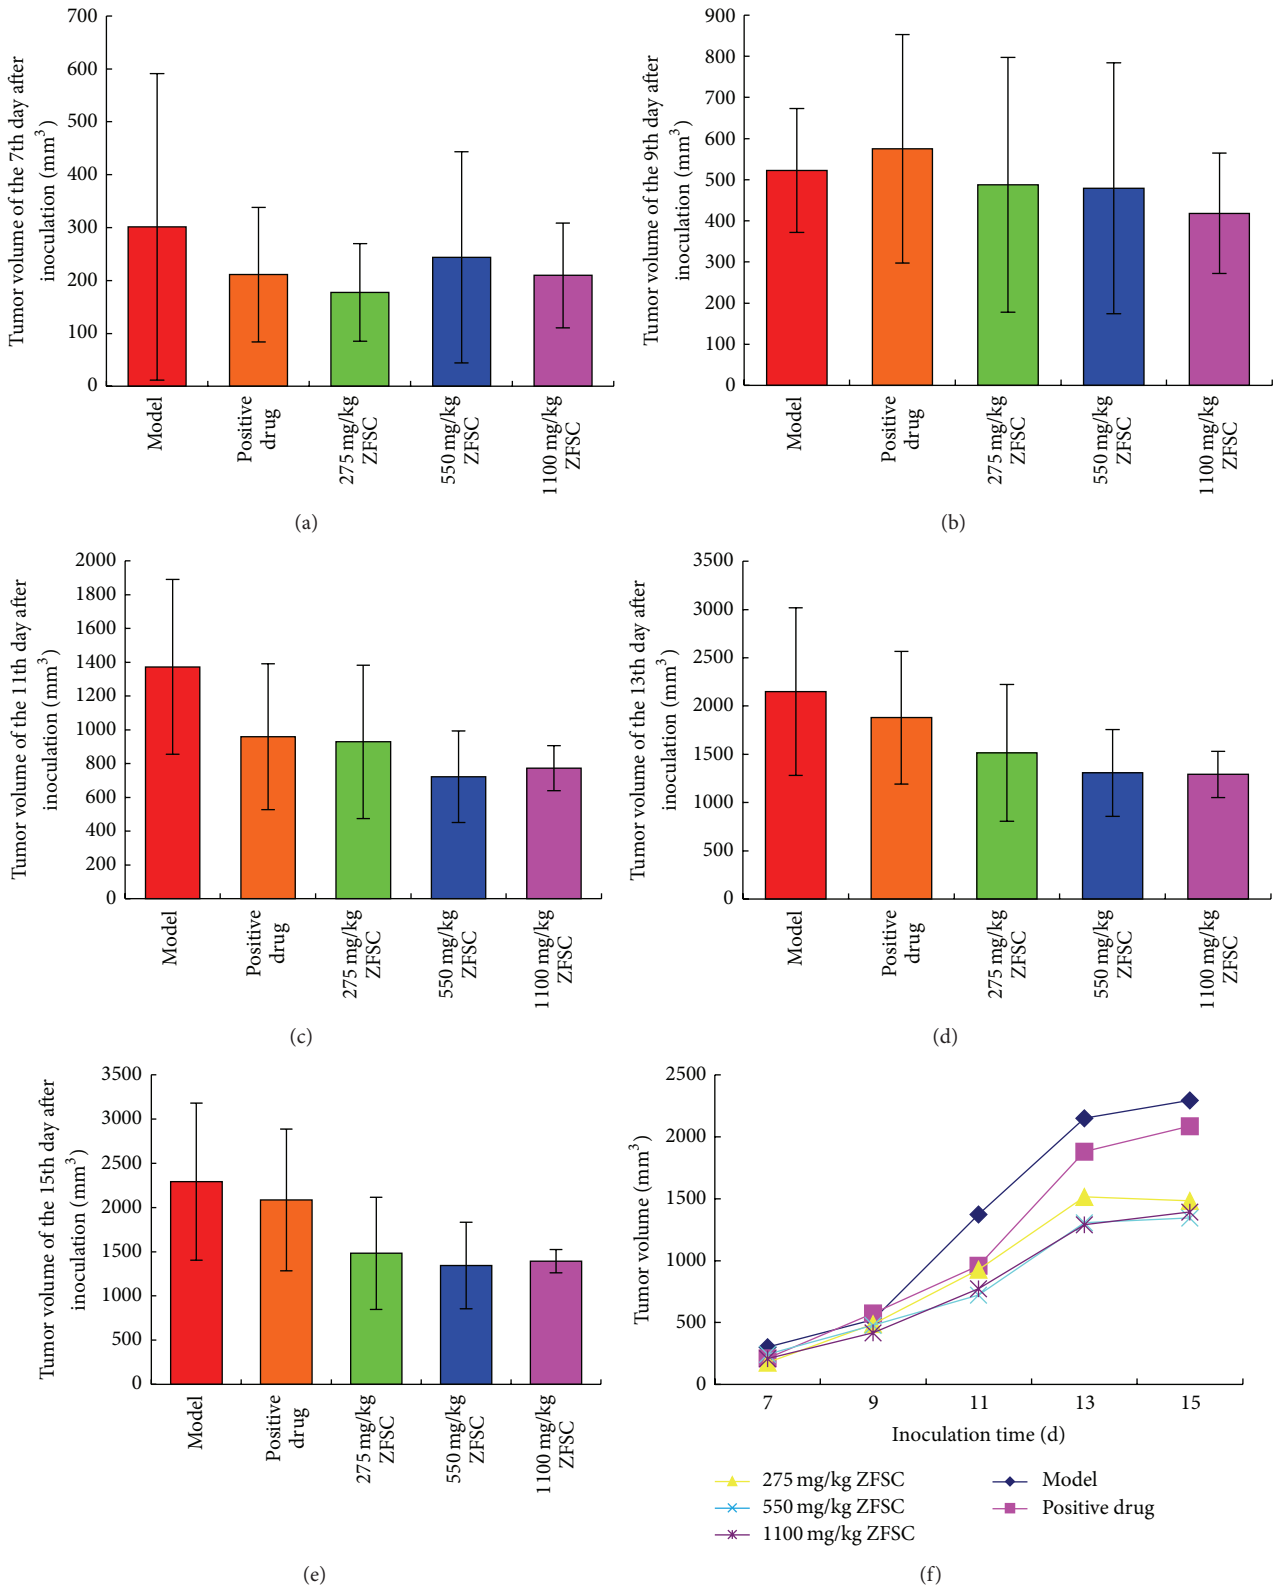 Tumor volume of the 7th day after
inoculation (mm³)
700
600
500
400
300
200
100
0
Model
Positive
drug
275 mg/kg
ZFSC
550 mg/kg
ZFSC
1100 mg/kg
ZFSC
(a)
Tumor volume of the 9th day after
inoculation (mm³)
900
800
700
600
500
400
300
200
100
0
Model
Positive
drug
275 mg/kg
ZFSC
550 mg/kg
ZFSC
1100 mg/kg
ZFSC
(b)
Tumor volume of the 11th day after
inoculation (mm³)
2000
1800
1600
1400
1200
1000
800
600
400
200
0
Model
Positive
drug
275 mg/kg
ZFSC
550 mg/kg
ZFSC
1100 mg/kg
ZFSC
(c)
Tumor volume of the 13th day after
inoculation (mm³)
3500
3000
2500
2000
1500
1000
500
0
Model
Positive
drug
275 mg/kg
ZFSC
550 mg/kg
ZFSC
1100 mg/kg
ZFSC
(d)
Tumor volume of the 15th day after
inoculation (mm³)
3500
3000
2500
2000
1500
1000
500
0
Model
Positive
drug
275 mg/kg
ZFSC
550 mg/kg
ZFSC
1100 mg/kg
ZFSC
(e)
Tumor volume (mm³)
2500
2000
1500
1000
500
0
7 9 11 13 15
Inoculation time (d)
275 mg/kg ZFSC
550 mg/kg ZFSC
1100 mg/kg ZFSC
Model
Positive drug
(f)